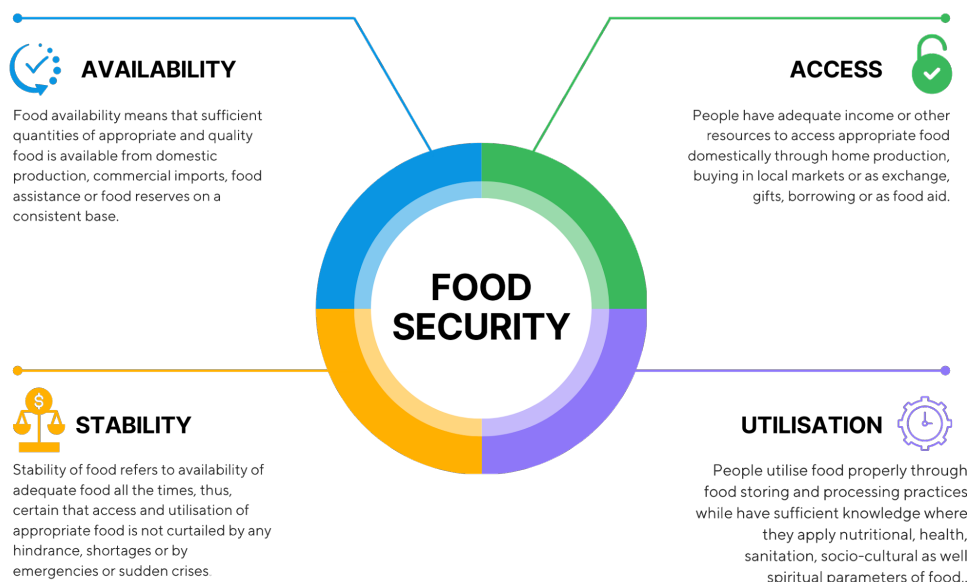 AVAILABILITY
Food availability means that sufficient
quantities of appropriate and quality
food is available from domestic
production, commercial imports, food
assistance or food reserves on a
consistent base.
ACCESS
People have adequate income or other
resources to access appropriate food
domestically through home production,
buying in local markets or as exchange,
gifts, borrowing or as food aid.
FOOD
SECURITY
$
STABILITY
Stability of food refers to availability of
adequate food all the times, thus,
certain that access and utilisation of
appropriate food is not curtailed by any
hindrance, shortages or by
emergencies or sudden crises.
UTILISATION
People utilise food properly through
food storing and processing practices
while have sufficient knowledge where
they apply nutritional, health,
sanitation, socio-cultural as well
spiritual parameters of food..